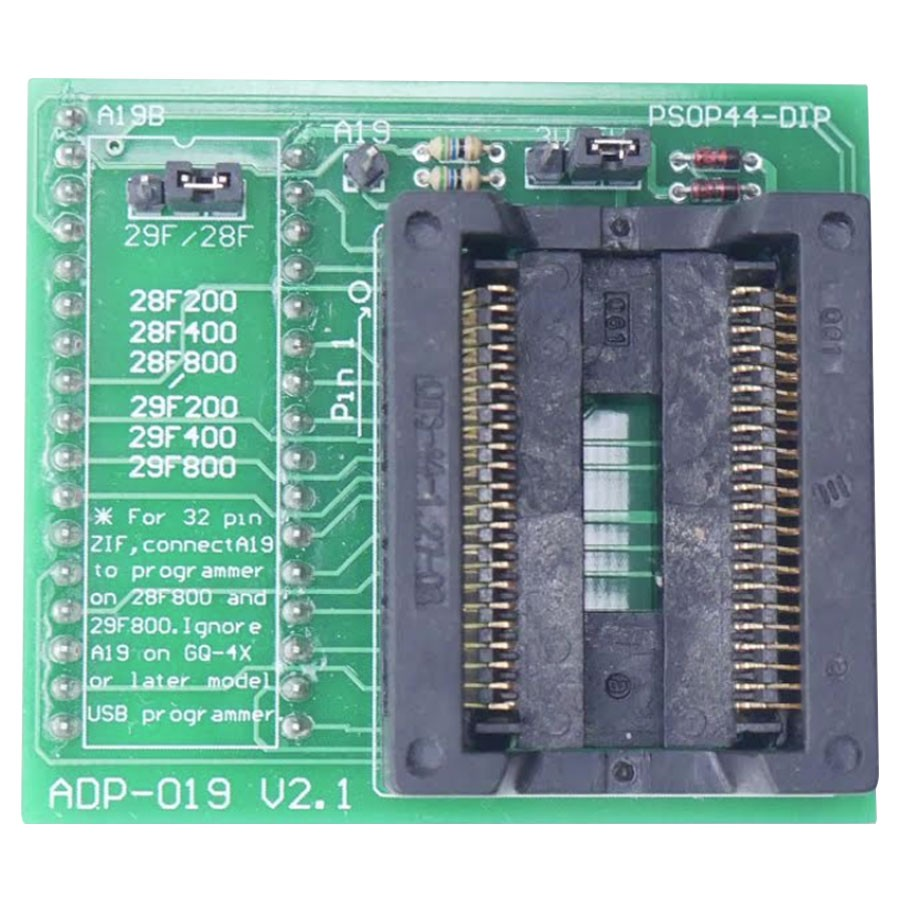 A19B
A19
PSOP44-DIP
29F/28F
28F200
28F400
28F800
/
29F200
29F400
29F800
Pin 1
* For 32 pin
ZIF,connectA19
to programmer
on 28F800 and
29F800.Ignore
A19 on GQ-4X
or later model
USB programmer
ADP-019 V2.1